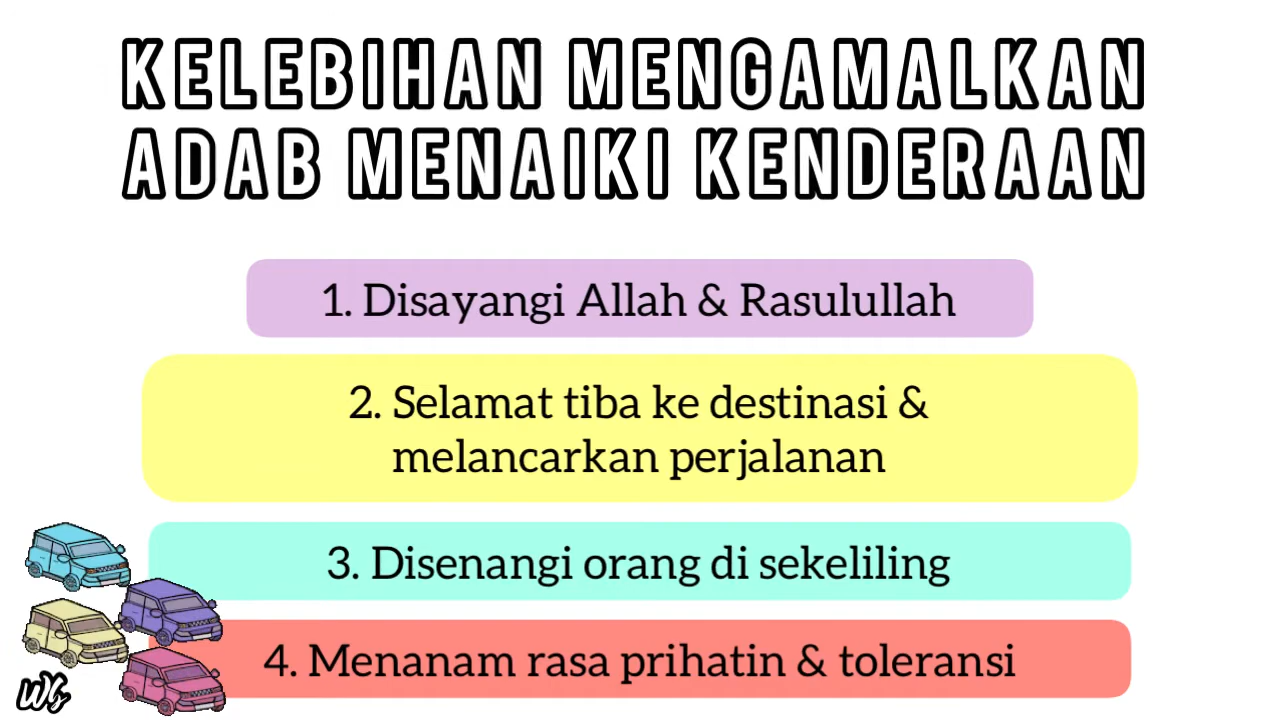 KELEBIHAN MENGAMALKAN
ADAB MENAIKI KENDERAAN
1. Disayangi Allah & Rasulullah
2. Selamat tiba ke destinasi &
melancarkan perjalanan
3. Disenangi orang di sekeliling
4. Menanam rasa prihatin & toleransi